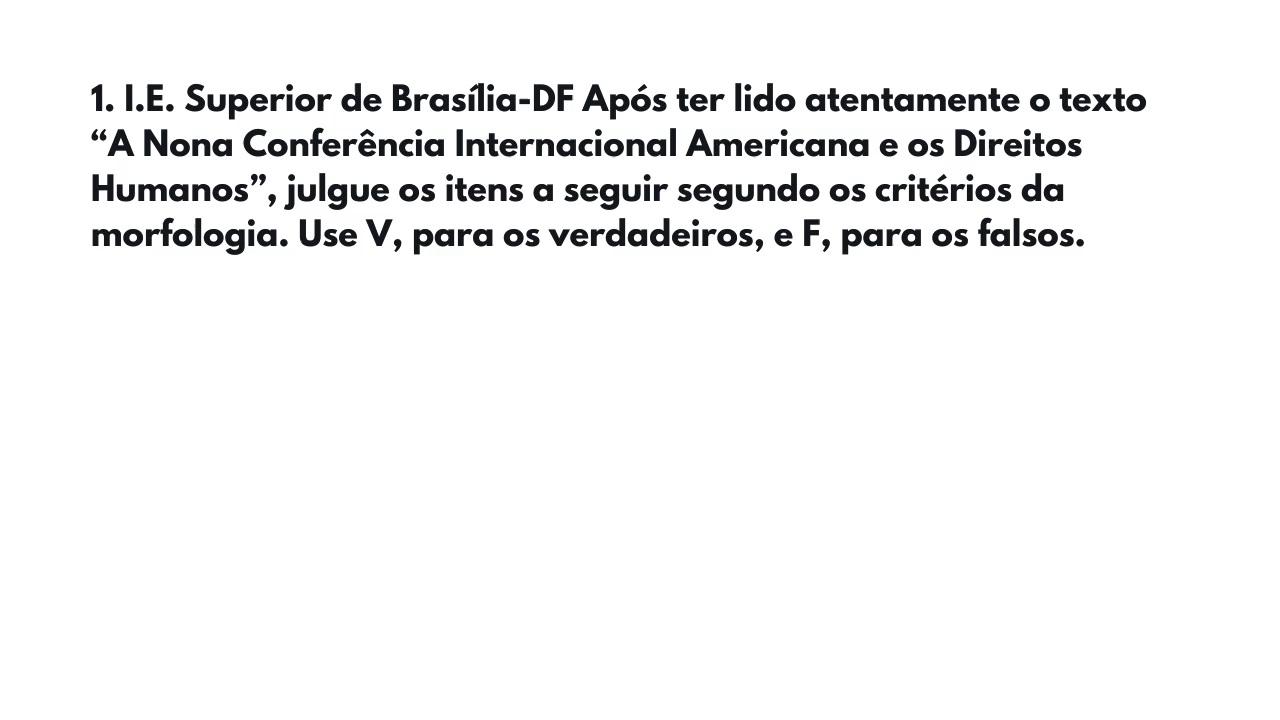 1. I.E. Superior de Brasília-DF Após ter lido atentamente o texto
“A Nona Conferência Internacional Americana e os Direitos
Humanos”, julgue os itens a seguir segundo os critérios da
morfologia. Use V, para os verdadeiros, e F, para os falsos.